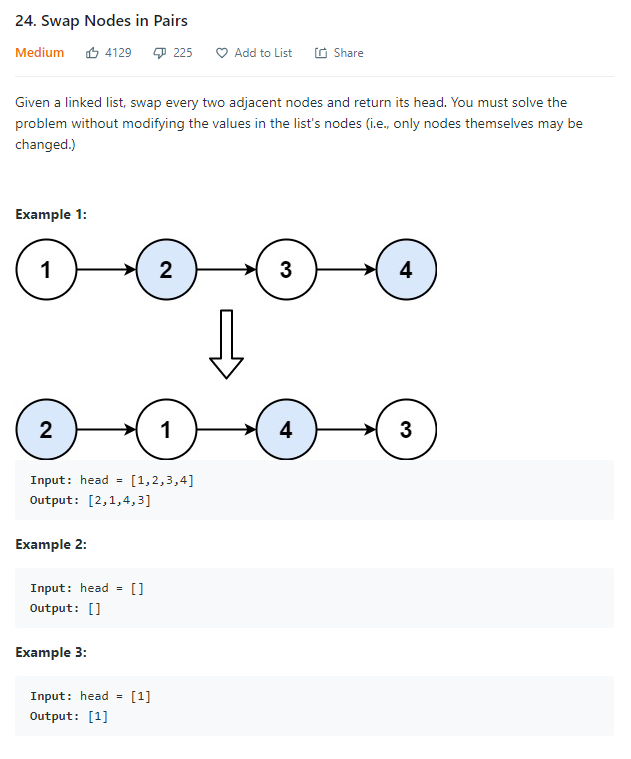 24. Swap Nodes in Pairs
Medium 4129 225 Add to List Share
Given a linked list, swap every two adjacent nodes and return its head. You must solve the
problem without modifying the values in the list's nodes (i.e., only nodes themselves may be
changed.)
Example 1:
1 2 3 4
2 1 4 3
Input: head = [1,2,3,4]
Output: [2,1,4,3]
Example 2:
Input: head = []
Output: []
Example 3:
Input: head = [1]
Output: [1]